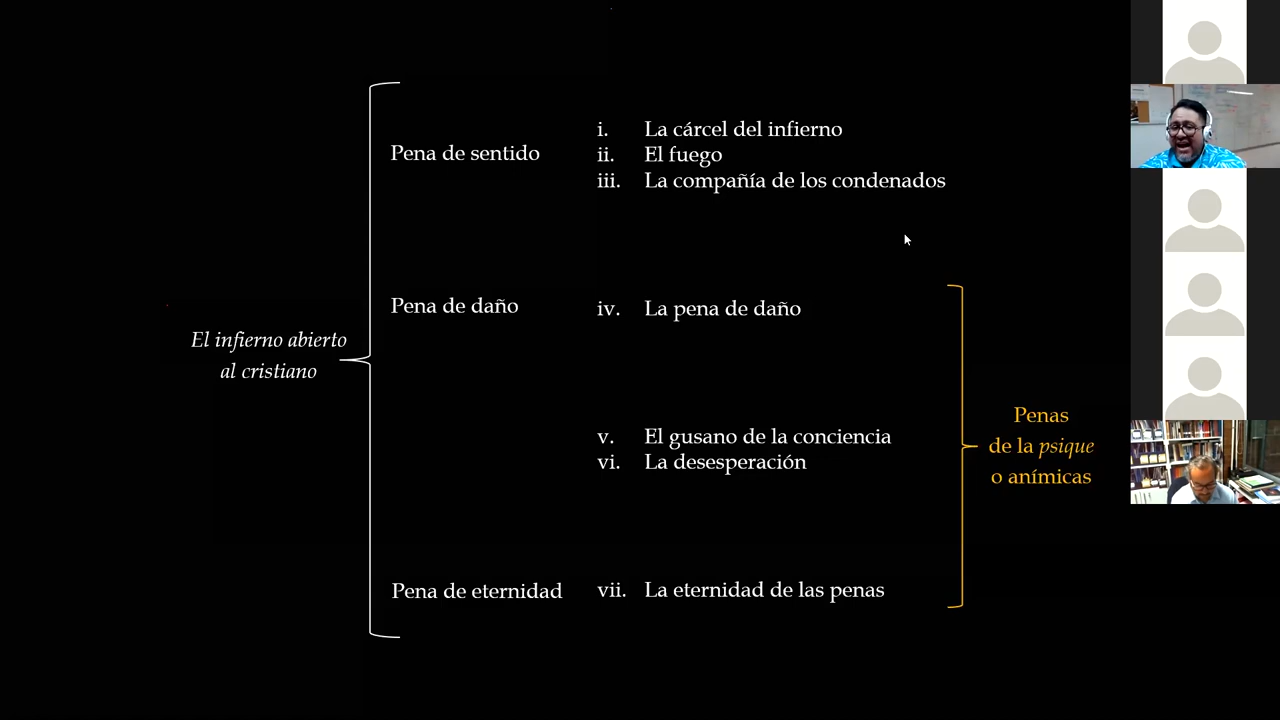 El infierno abierto
al cristiano
Pena de sentido
i. La cárcel del infierno
ii. El fuego
iii. La compañía de los condenados
Pena de daño
iv. La pena de daño
v. El gusano de la conciencia
vi. La desesperación
Pena de eternidad
vii. La eternidad de las penas
Penas
de la psique
o anímicas